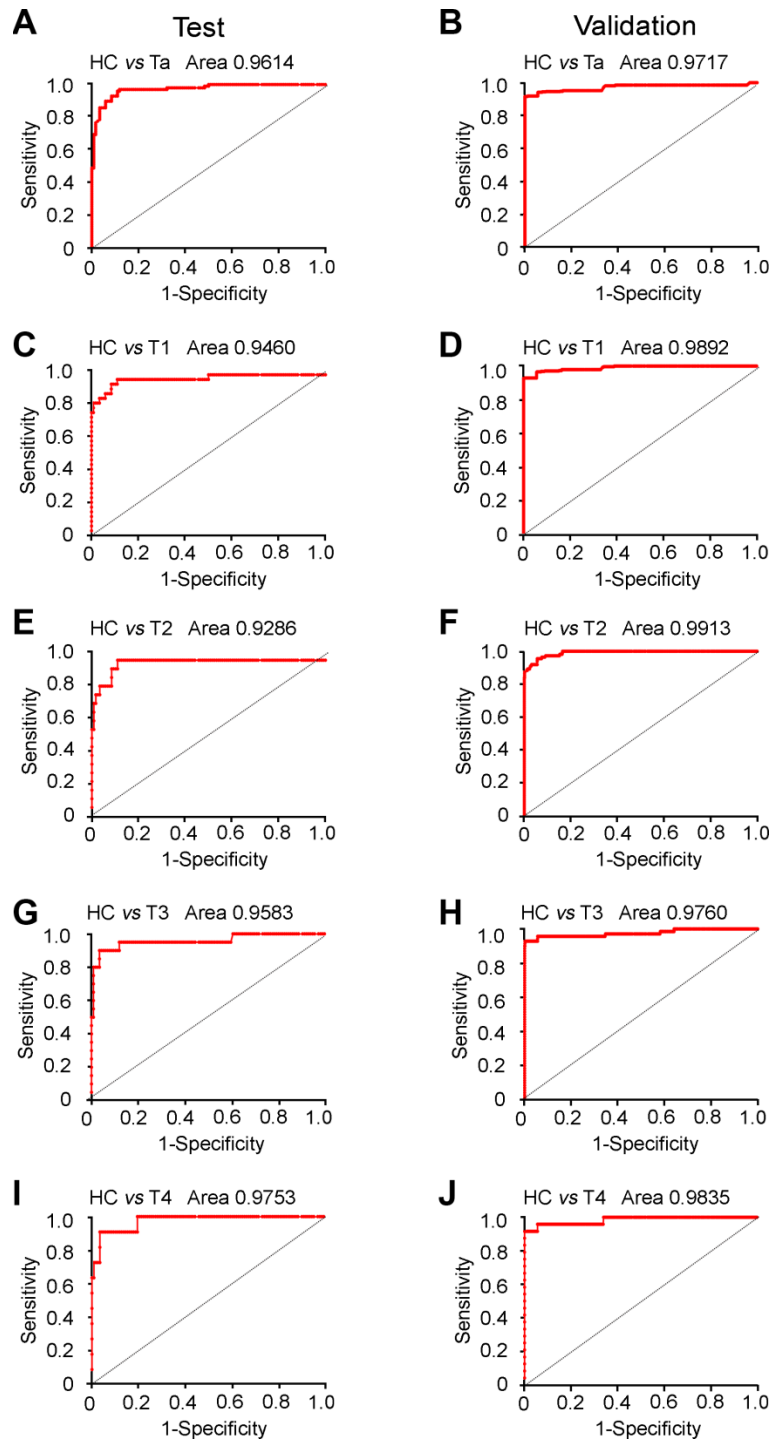 A Test
HC vs Ta Area 0.9614
1.0
0.8
0.6
0.4
0.2
0
Sensitivity
0 0.2 0.4 0.6 0.8 1.0
1-Specificity
B Validation
HC vs Ta Area 0.9717
1.0
0.8
0.6
0.4
0.2
0
Sensitivity
0 0.2 0.4 0.6 0.8 1.0
1-Specificity
C
HC vs T1 Area 0.9460
1.0
0.8
0.6
0.4
0.2
0
Sensitivity
0 0.2 0.4 0.6 0.8 1.0
1-Specificity
D
HC vs T1 Area 0.9892
1.0
0.8
0.6
0.4
0.2
0
Sensitivity
0 0.2 0.4 0.6 0.8 1.0
1-Specificity
E
HC vs T2 Area 0.9286
1.0
0.8
0.6
0.4
0.2
0
Sensitivity
0 0.2 0.4 0.6 0.8 1.0
1-Specificity
F
HC vs T2 Area 0.9913
1.0
0.8
0.6
0.4
0.2
0
Sensitivity
0 0.2 0.4 0.6 0.8 1.0
1-Specificity
G
HC vs T3 Area 0.9583
1.0
0.8
0.6
0.4
0.2
0
Sensitivity
0 0.2 0.4 0.6 0.8 1.0
1-Specificity
H
HC vs T3 Area 0.9760
1.0
0.8
0.6
0.4
0.2
0
Sensitivity
0 0.2 0.4 0.6 0.8 1.0
1-Specificity
I
HC vs T4 Area 0.9753
1.0
0.8
0.6
0.4
0.2
0
Sensitivity
0 0.2 0.4 0.6 0.8 1.0
1-Specificity
J
HC vs T4 Area 0.9835
1.0
0.8
0.6
0.4
0.2
0
Sensitivity
0 0.2 0.4 0.6 0.8 1.0
1-Specificity